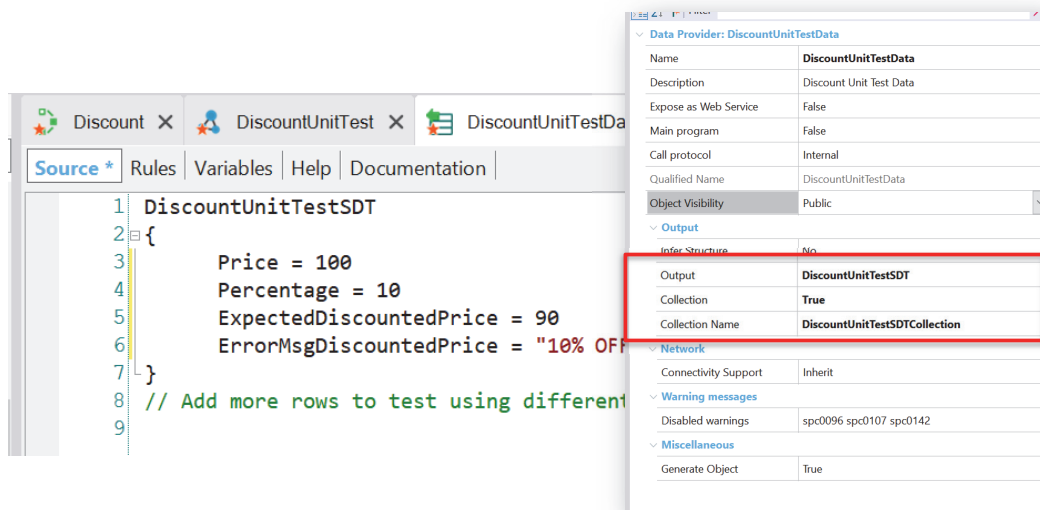 Discount
DiscountUnitTest
DiscountUnitTestDa
Source *
Rules
Variables
Help
Documentation
1 DiscountUnitTestSDT
2 {
3 Price = 100
4 Percentage = 10
5 ExpectedDiscountedPrice = 90
6 ErrorMsgDiscountedPrice = "10% OFF
7 }
8 // Add more rows to test using different
9
Data Provider: DiscountUnitTestData
Name DiscountUnitTestData
Description Discount Unit Test Data
Expose as Web Service False
Main program False
Call protocol Internal
Qualified Name DiscountUnitTestData
Object Visibility Public
Output
Infer Structure No
Output DiscountUnitTestSDT
Collection True
Collection Name DiscountUnitTestSDTCollection
Network
Connectivity Support Inherit
Warning messages
Disabled warnings spc0096 spc0107 spc0142
Miscellaneous
Generate Object True